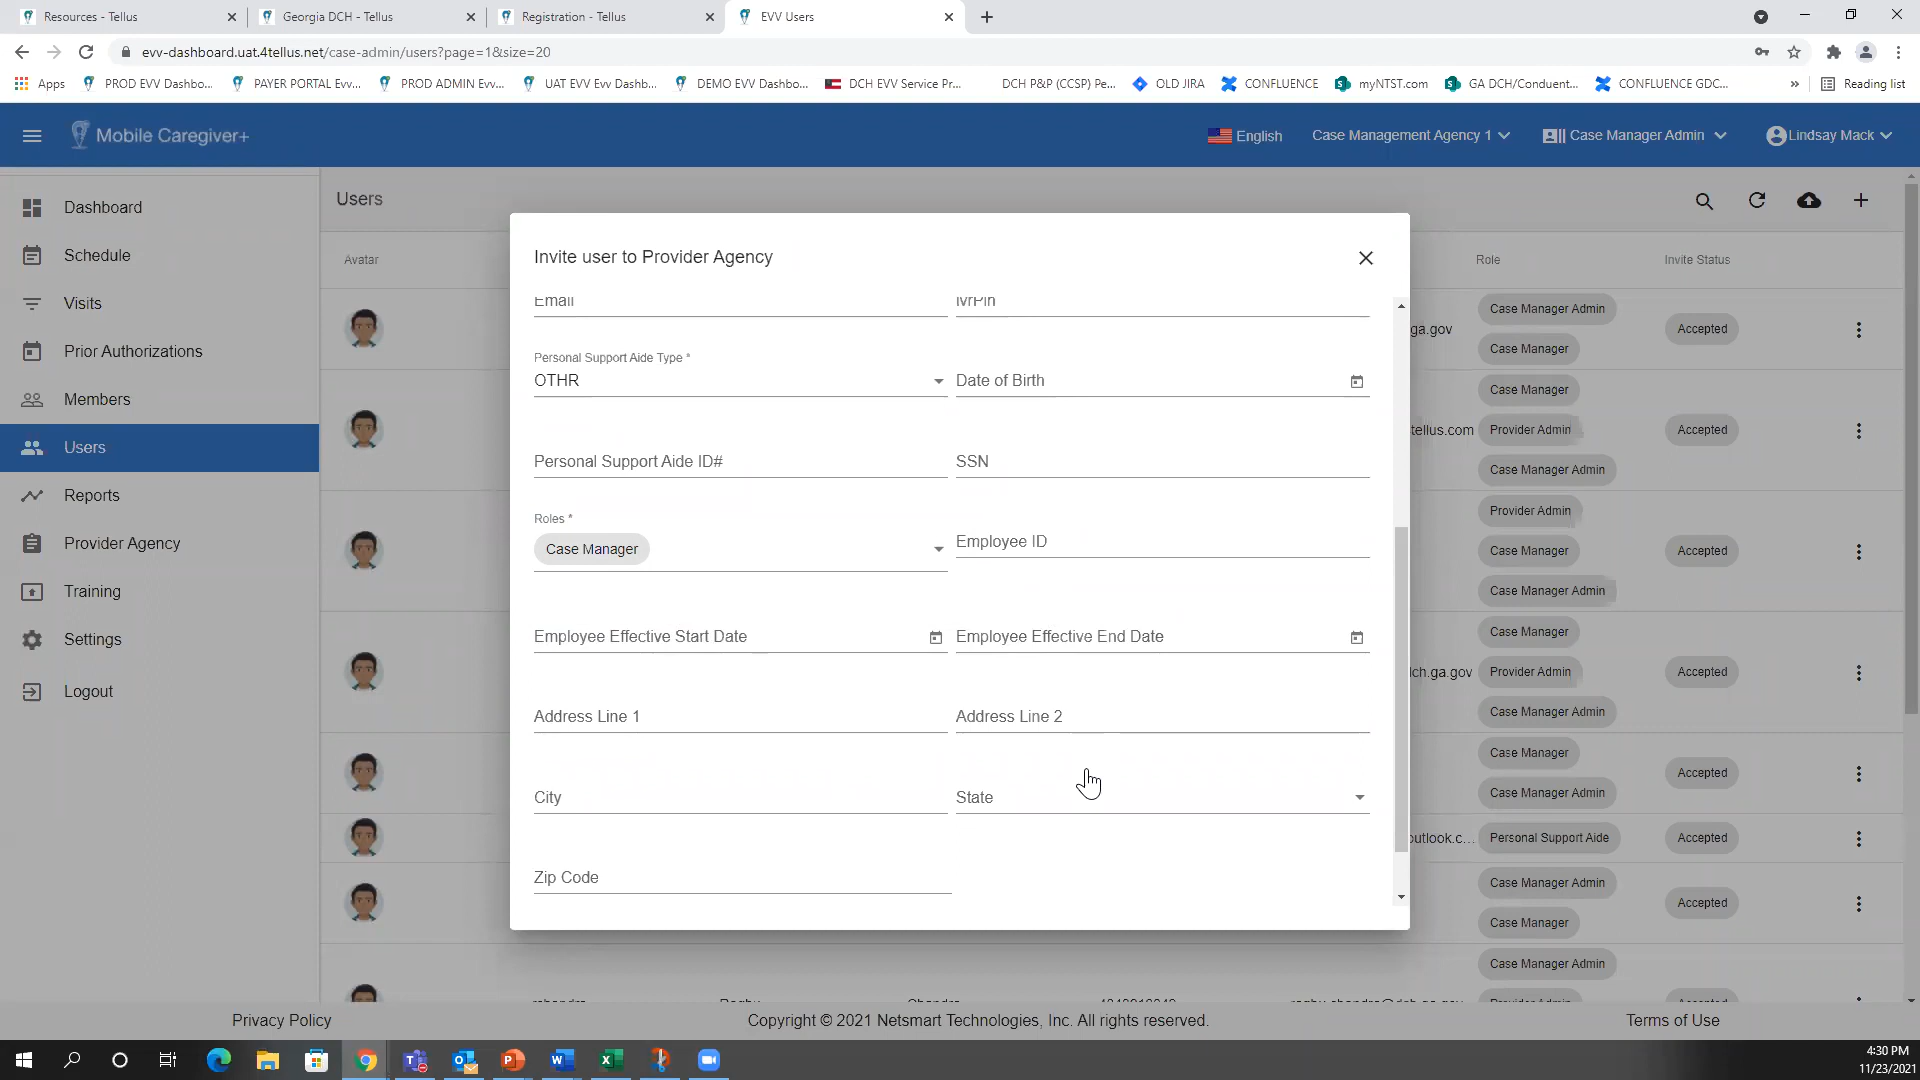 Resources - Tellus
Georgia DCH - Tellus
Registration - Tellus
EVV Users
evv-dashboard.uat.4tellus.net/case-admin/users?page=1&size=20
Apps
PROD EVV Dashbo...
PAYER PORTAL Evv...
PROD ADMIN Evv...
UAT EVV Evv Dashb...
DEMO EVV Dashbo...
DCH EVV Service Pr...
DCH P&P (CCSP) Pe...
OLD JIRA
CONFLUENCE
myNTST.com
GA DCH/Conduent...
CONFLUENCE GDC...
»
Reading list
Mobile Caregiver+
English
Case Management Agency 1
Case Manager Admin
Lindsay Mack
Dashboard
Schedule
Visits
Prior Authorizations
Members
Users
Reports
Provider Agency
Training
Settings
Logout
Users
Avatar
Role
Invite Status
Invite user to Provider Agency
Email
IvrPin
Personal Support Aide Type *
OTHR
Date of Birth
Personal Support Aide ID#
SSN
Roles *
Case Manager
Employee ID
Employee Effective Start Date
Employee Effective End Date
Address Line 1
Address Line 2
City
State
Zip Code
ga.gov
Case Manager Admin
Case Manager
Accepted
tellus.com
Case Manager
Provider Admin
Case Manager Admin
Accepted
Provider Admin
Case Manager
Case Manager Admin
Accepted
lch.ga.gov
Case Manager
Provider Admin
Case Manager Admin
Accepted
Case Manager
Case Manager Admin
Accepted
outlook.c...
Personal Support Aide
Accepted
Case Manager Admin
Case Manager
Accepted
Case Manager Admin
Privacy Policy
Copyright © 2021 Netsmart Technologies, Inc. All rights reserved.
Terms of Use
4:30 PM
11/23/2021